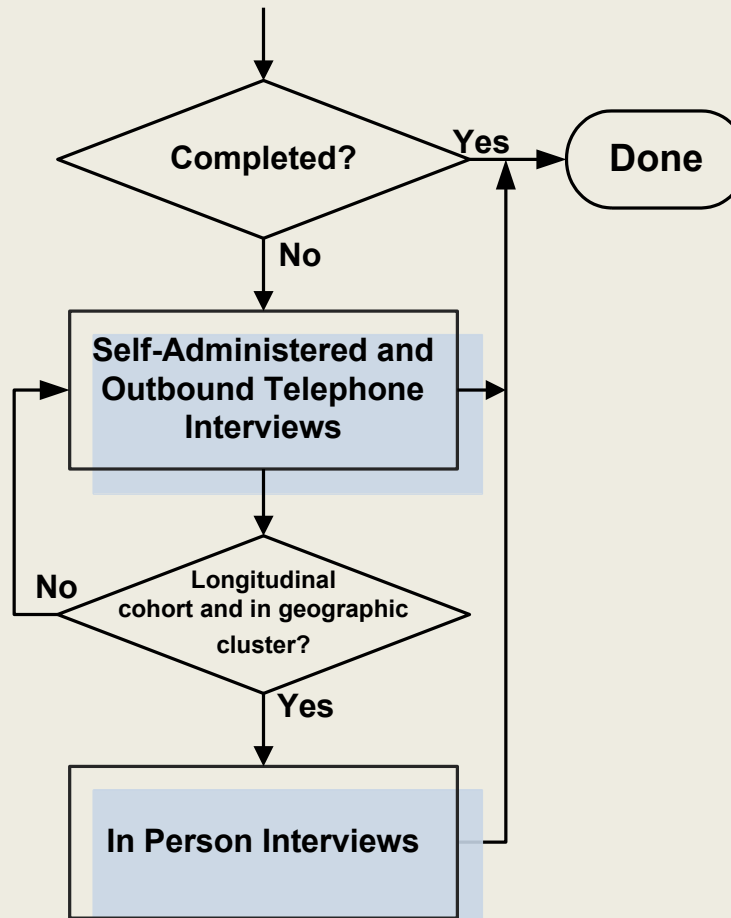 Completed?
Yes
Done
No
Self-Administered and
Outbound Telephone
Interviews
No
Longitudinal
cohort and in geographic
cluster?
Yes
In Person Interviews